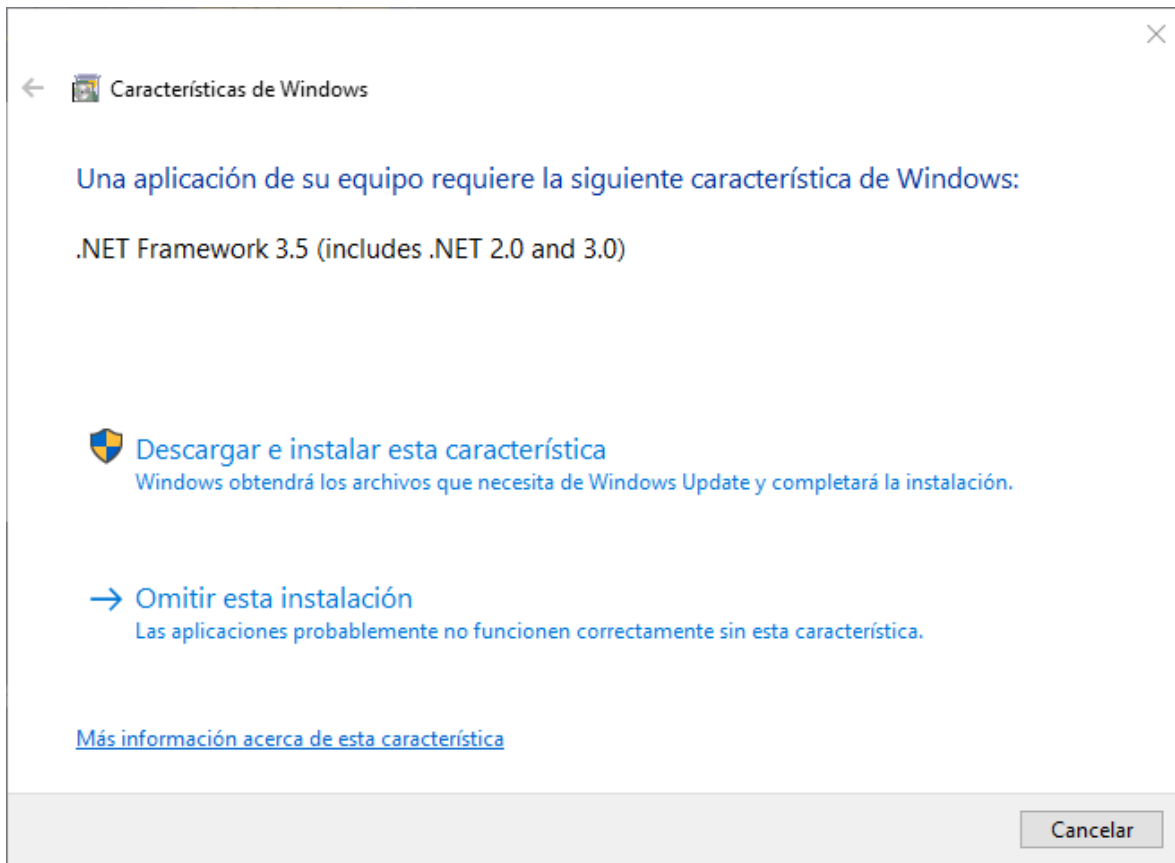 Características de Windows
Una aplicación de su equipo requiere la siguiente característica de Windows:
.NET Framework 3.5 (includes .NET 2.0 and 3.0)
Descargar e instalar esta característica
Windows obtendrá los archivos que necesita de Windows Update y completará la instalación.
Omitir esta instalación
Las aplicaciones probablemente no funcionen correctamente sin esta característica.
Más información acerca de esta característica
Cancelar